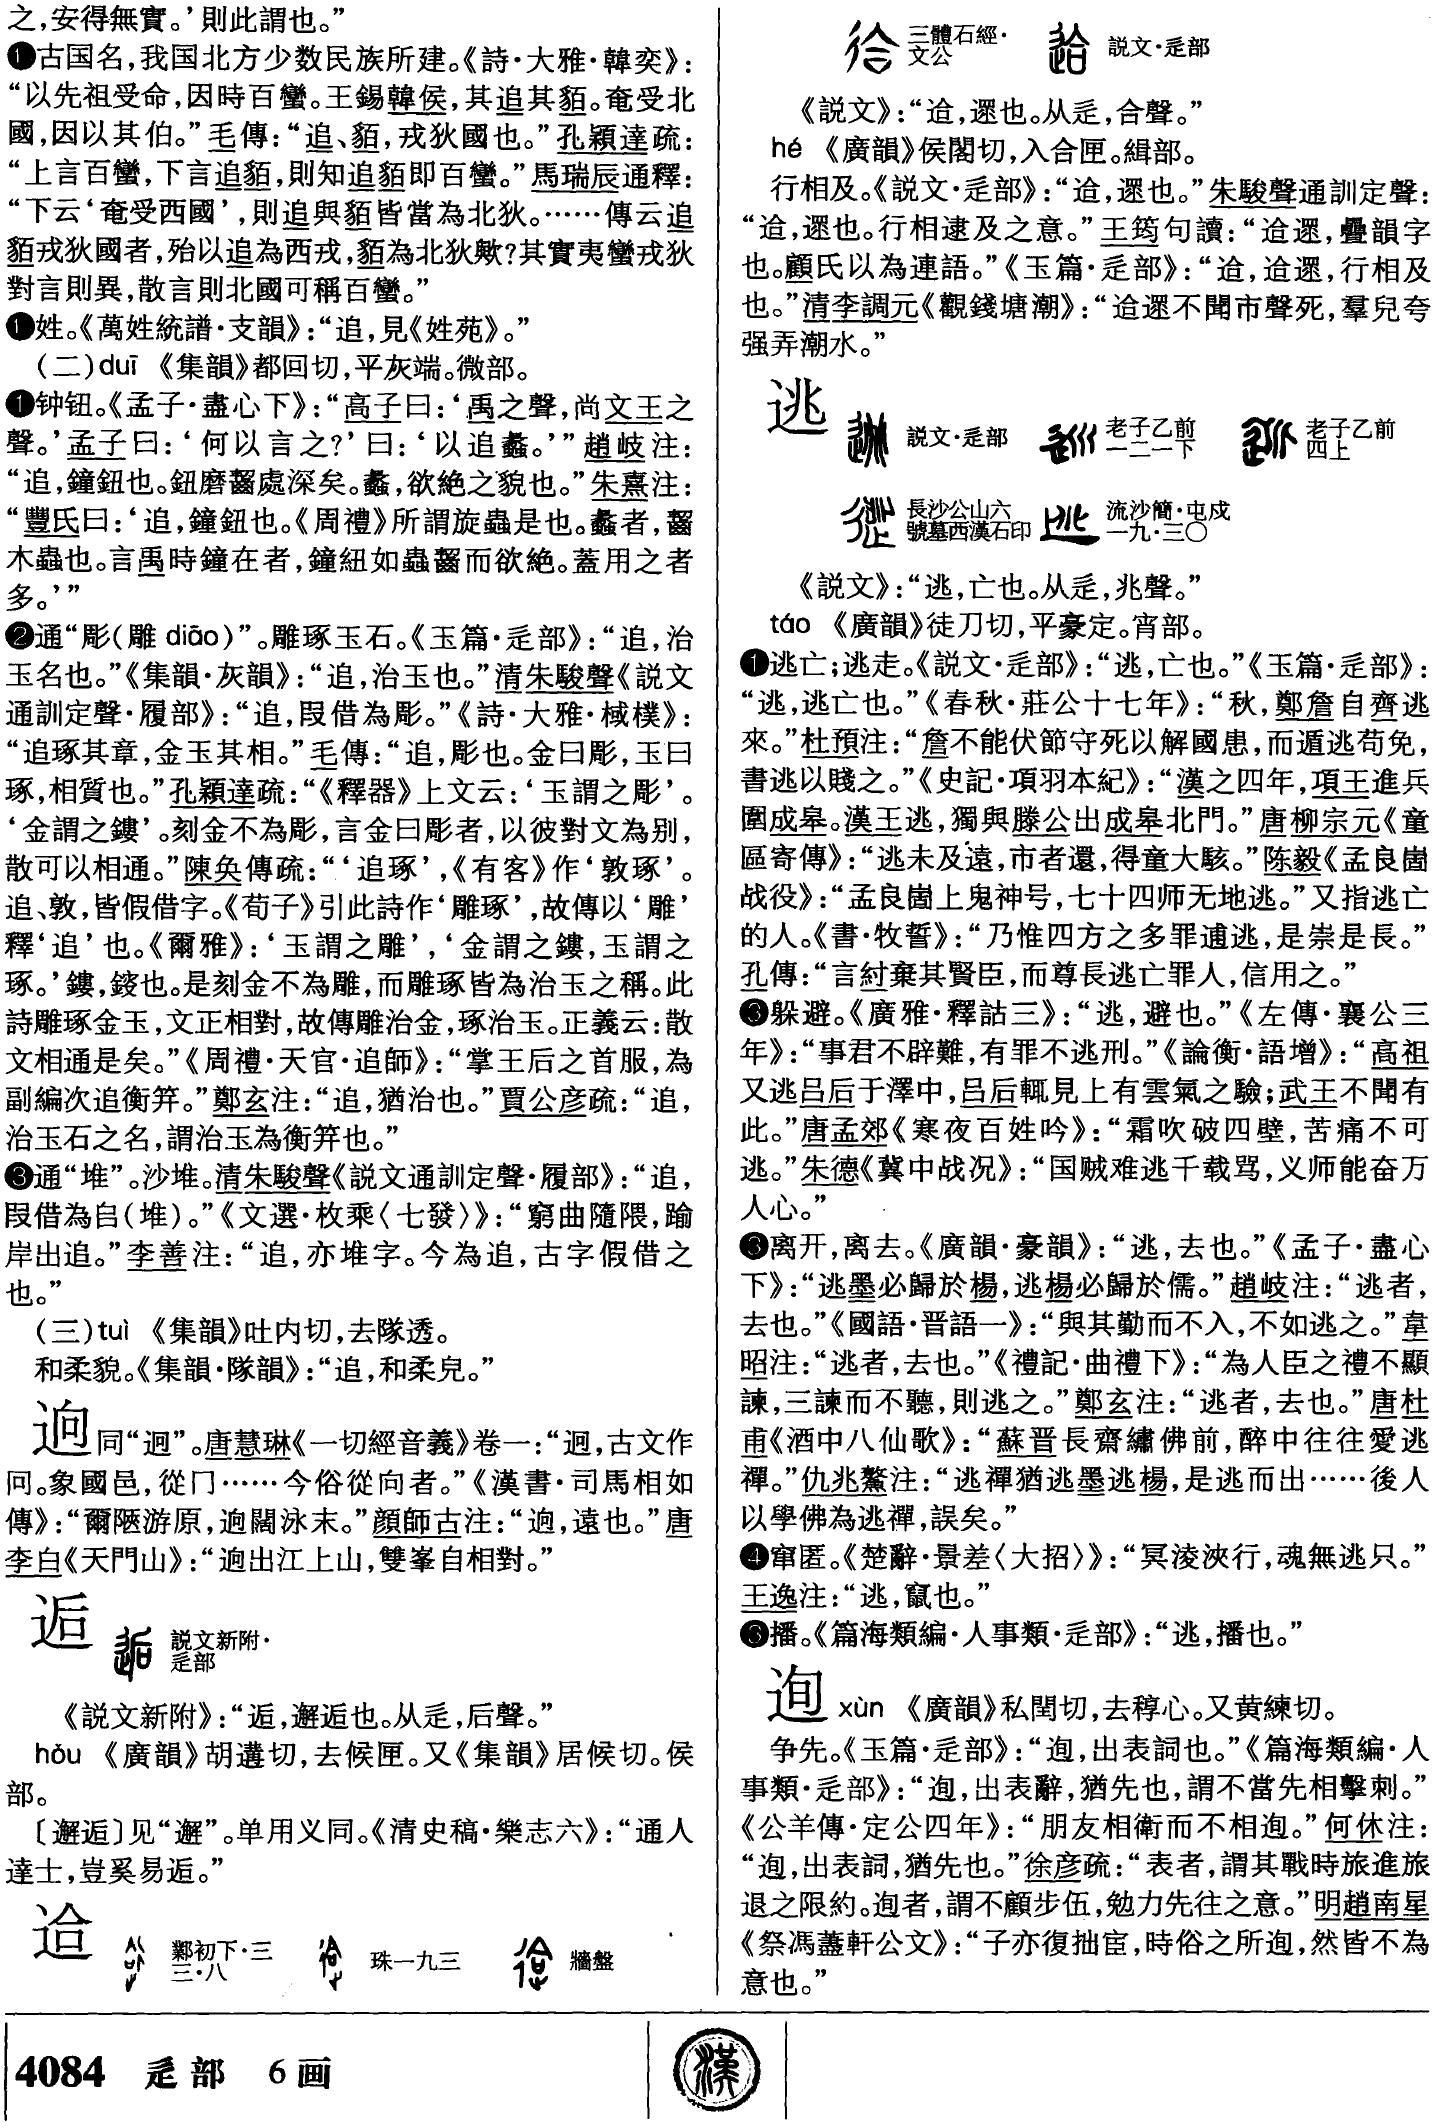 之，安得無實。’則此謂也。”
❶古国名，我国北方少数民族所建。《詩·大雅·韓奕》：
“以先祖受命，因時百蠻。王錫韓侯，其追其貊。奄受北
國，因以其伯。”毛傳：“追、貊，戎狄國也。”孔穎達疏：
“上言百蠻，下言追貊，則知追貊即百蠻。”馬瑞辰通釋：
“下云‘奄受西國’，則追與貊皆當為北狄。……傳云追
貊戎狄國者，殆以追為西戎，貊為北狄歟？其實夷蠻戎狄
對言則異，散言則北國可稱百蠻。”
❶姓。《萬姓統譜·支韻》：“追，見《姓苑》。”
（二）duī 《集韻》都回切，平灰端。微部。
❶钟钮。《孟子·盡心下》：“高子曰：‘禹之聲，尚文王之
聲。’孟子曰：‘何以言之？’曰：‘以追蠡。’”趙岐注：
“追，鐘鈕也。鈕磨齧處深矣。蠡，欲絶之貌也。”朱熹注：
“豐氏曰：‘追，鐘鈕也。《周禮》所謂旋蟲是也。蠡者，齧
木蟲也。言禹時鐘在者，鐘紐如蟲齧而欲絶。蓋用之者
多。’”
❷通“彫（雕diāo）”。雕琢玉石。《玉篇·辵部》：“追，治
玉名也。”《集韻·灰韻》：“追，治玉也。”清朱駿聲《説文
通訓定聲·履部》：“追，叚借為彫。”《詩·大雅·棫樸》：
“追琢其章，金玉其相。”毛傳：“追，彫也。金曰彫，玉曰
琢，相質也。”孔穎達疏：“《釋器》上文云：‘玉謂之彫’。
‘金謂之鏤’。刻金不為彫，言金曰彫者，以彼對文為别，
散可以相通。”陳奂傳疏：“‘追琢’，《有客》作‘敦琢’。
追、敦，皆假借字。《荀子》引此詩作‘雕琢’，故傳以‘雕’
釋‘追’也。《爾雅》：‘玉謂之雕’，‘金謂之鏤，玉謂之
琢。’鏤，鎪也。是刻金不為雕，而雕琢皆為治玉之稱。此
詩雕琢金玉，文正相對，故傳雕治金，琢治玉。正義云：散
文相通是矣。”《周禮·天官·追師》：“掌王后之首服，為
副編次追衡笄。”鄭玄注：“追，猶治也。”賈公彦疏：“追，
治玉石之名，謂治玉為衡笄也。”
❸通“堆”。沙堆。清朱駿聲《説文通訓定聲·履部》：“追，
叚借為𠂤（堆）。”《文選·枚乘〈七發〉》：“窮曲隨隈，踰
岸出追。”李善注：“追，亦堆字。今為追，古字假借之
也。”
（三）tuì 《集韻》吐内切，去隊透。
和柔貌。《集韻·隊韻》：“追，和柔皃。”
逈 同“迥”。唐慧琳《一切經音義》卷一：“迥，古文作
冋。象國邑，從冂……今俗從向者。”《漢書·司馬相如
傳》：“爾陿游原，逈闊泳末。”顔師古注：“逈，遠也。”唐
李白《天門山》：“逈出江上山，雙峯自相對。”
逅 説文新附·
辵部
《説文新附》：“逅，邂逅也。从辵，后聲。”
hòu 《廣韻》胡遘切，去候匣。又《集韻》居候切。侯
部。
〔邂逅〕见“邂”。单用义同。《清史稿·樂志六》：“通人
達士，豈奚易逅。”
迨 鄴初下·三
三·八 珠一九三 牆盤
三體石經·
文公 説文·辵部
《説文》：“迨，遝也。从辵，合聲。”
hé 《廣韻》侯閤切，入合匣。緝部。
行相及。《説文·辵部》：“迨，遝也。”朱駿聲通訓定聲：
“迨，遝也。行相逮及之意。”王筠句讀：“迨遝，疊韻字
也。顧氏以為連語。”《玉篇·辵部》：“迨，迨遝，行相及
也。”清李調元《觀錢塘潮》：“迨遝不聞市聲死，羣兒夸
强弄潮水。”
逃 説文·辵部 老子乙前
一二一下 老子乙前
四上
長沙公山六
號墓西漢石印 流沙簡·屯戍
一九·三〇
《説文》：“逃，亡也。从辵，兆聲。”
táo 《廣韻》徒刀切，平豪定。宵部。
❶逃亡；逃走。《説文·辵部》：“逃，亡也。”《玉篇·辵部》：
“逃，逃亡也。”《春秋·莊公十七年》：“秋，鄭詹自齊逃
來。”杜預注：“詹不能伏節守死以解國患，而遁逃苟免，
書逃以賤之。”《史記·項羽本紀》：“漢之四年，項王進兵
圍成皋。漢王逃，獨與滕公出成皋北門。”唐柳宗元《童
區寄傳》：“逃未及遠，市者還，得童大駭。”陈毅《孟良崮
战役》：“孟良崮上鬼神号，七十四师无地逃。”又指逃亡
的人。《書·牧誓》：“乃惟四方之多罪逋逃，是崇是長。”
孔傳：“言紂棄其賢臣，而尊長逃亡罪人，信用之。”
❸躲避。《廣雅·釋詁三》：“逃，避也。”《左傳·襄公三
年》：“事君不辟難，有罪不逃刑。”《論衡·語增》：“高祖
又逃吕后于澤中，吕后輒見上有雲氣之驗；武王不聞有
此。”唐孟郊《寒夜百姓吟》：“霜吹破四壁，苦痛不可
逃。”朱德《冀中战况》：“国贼难逃千载骂，义师能奋万
人心。”
❸离开，离去。《廣韻·豪韻》：“逃，去也。”《孟子·盡心
下》：“逃墨必歸於楊，逃楊必歸於儒。”趙岐注：“逃者，
去也。”《國語·晋語一》：“與其勤而不入，不如逃之。”韋
昭注：“逃者，去也。”《禮記·曲禮下》：“為人臣之禮不顯
諫，三諫而不聽，則逃之。”鄭玄注：“逃者，去也。”唐杜
甫《酒中八仙歌》：“蘇晋長齋繡佛前，醉中往往愛逃
禪。”仇兆鰲注：“逃禪猶逃墨逃楊，是逃而出……後人
以學佛為逃禪，誤矣。”
❹窜匿。《楚辭·景差〈大招〉》：“冥淩浹行，魂無逃只。”
王逸注：“逃，竄也。”
❺播。《篇海類編·人事類·辵部》：“逃，播也。”
迿 xùn 《廣韻》私閏切，去稕心。又黄練切。
争先。《玉篇·辵部》：“迿，出表詞也。”《篇海類編·人
事類·辵部》：“迿，出表辭，猶先也，謂不當先相擊刺。”
《公羊傳·定公四年》：“朋友相衛而不相迿。”何休注：
“迿，出表詞，猶先也。”徐彦疏：“表者，謂其戰時旅進旅
退之限約。迿者，謂不顧步伍，勉力先往之意。”明趙南星
《祭馮藎軒公文》：“子亦復拙宦，時俗之所迿，然皆不為
意也。”
4084 辵部 6画
漢